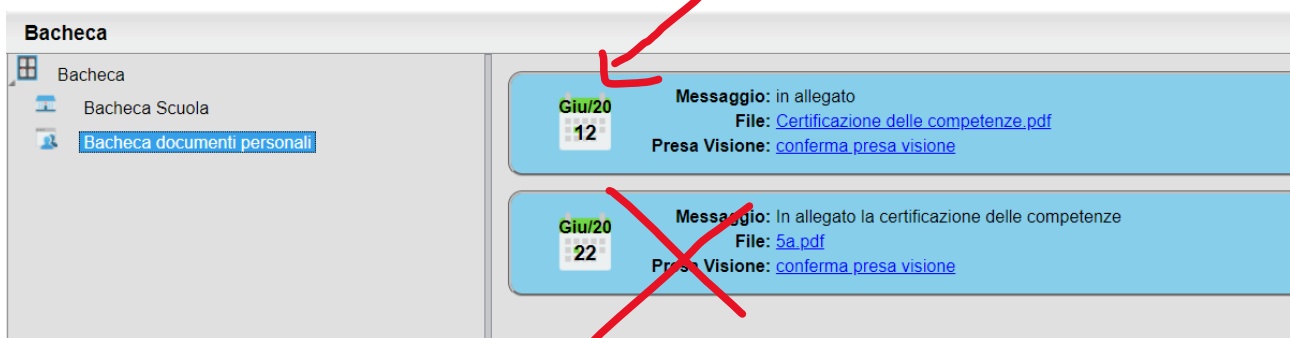 Bacheca
Bacheca
Bacheca Scuola
Bacheca documenti personali
Giu/20
12
Messaggio: in allegato
File: Certificazione delle competenze.pdf
Presa Visione: conferma presa visione
Giu/20
22
Messaggio: In allegato la certificazione delle competenze
File: 5a.pdf
Presa Visione: conferma presa visione